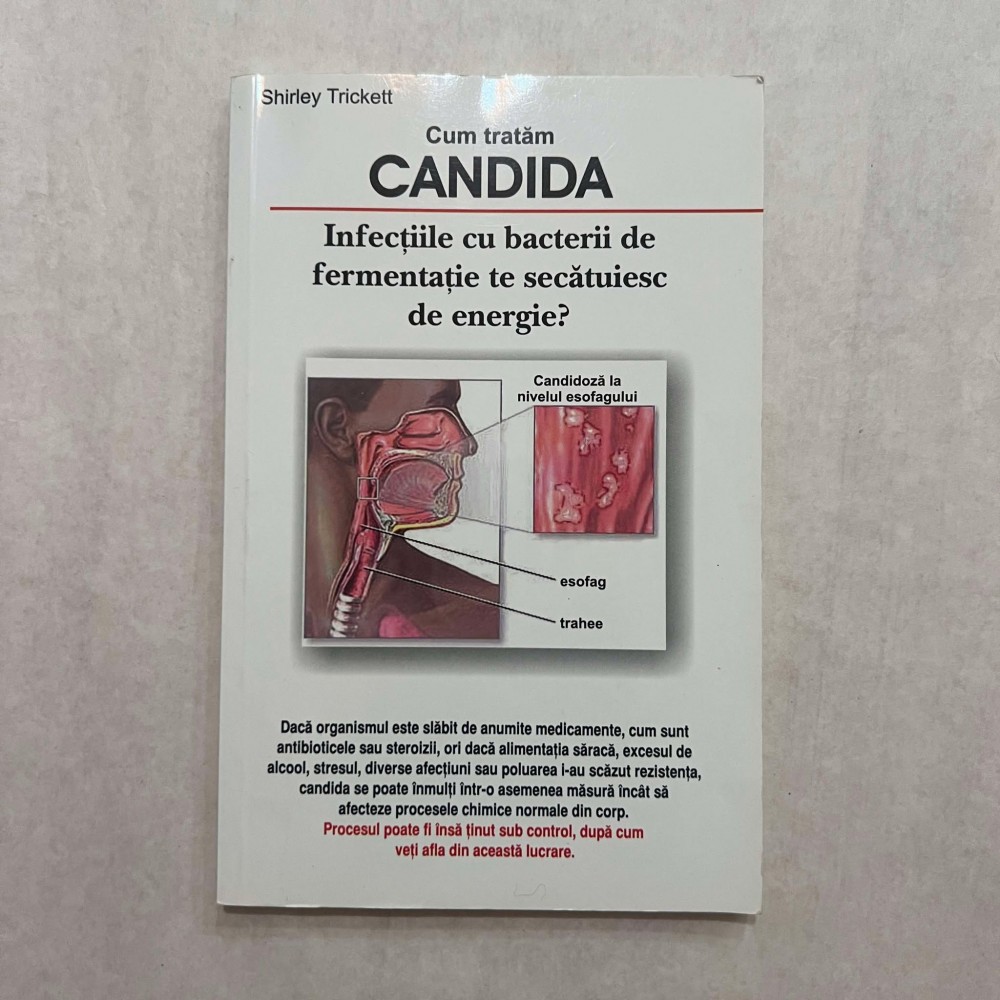 Shirley Trickett
Cum tratăm
CANDIDA
Infecțiile cu bacterii de
fermentație te secătuiesc
de energie?
Candidoză la
nivelul esofagului
esofag
trahee
Dacă organismul este slăbit de anumite medicamente, cum sunt
antibioticele sau steroizii, ori dacă alimentația săracă, excesul de
alcool, stresul, diverse afecțiuni sau poluarea i-au scăzut rezistența,
candida se poate înmulți într-o asemenea măsură încât să
afecteze procesele chimice normale din corp.
Procesul poate fi însă ținut sub control, după cum
veți afla din această lucrare.